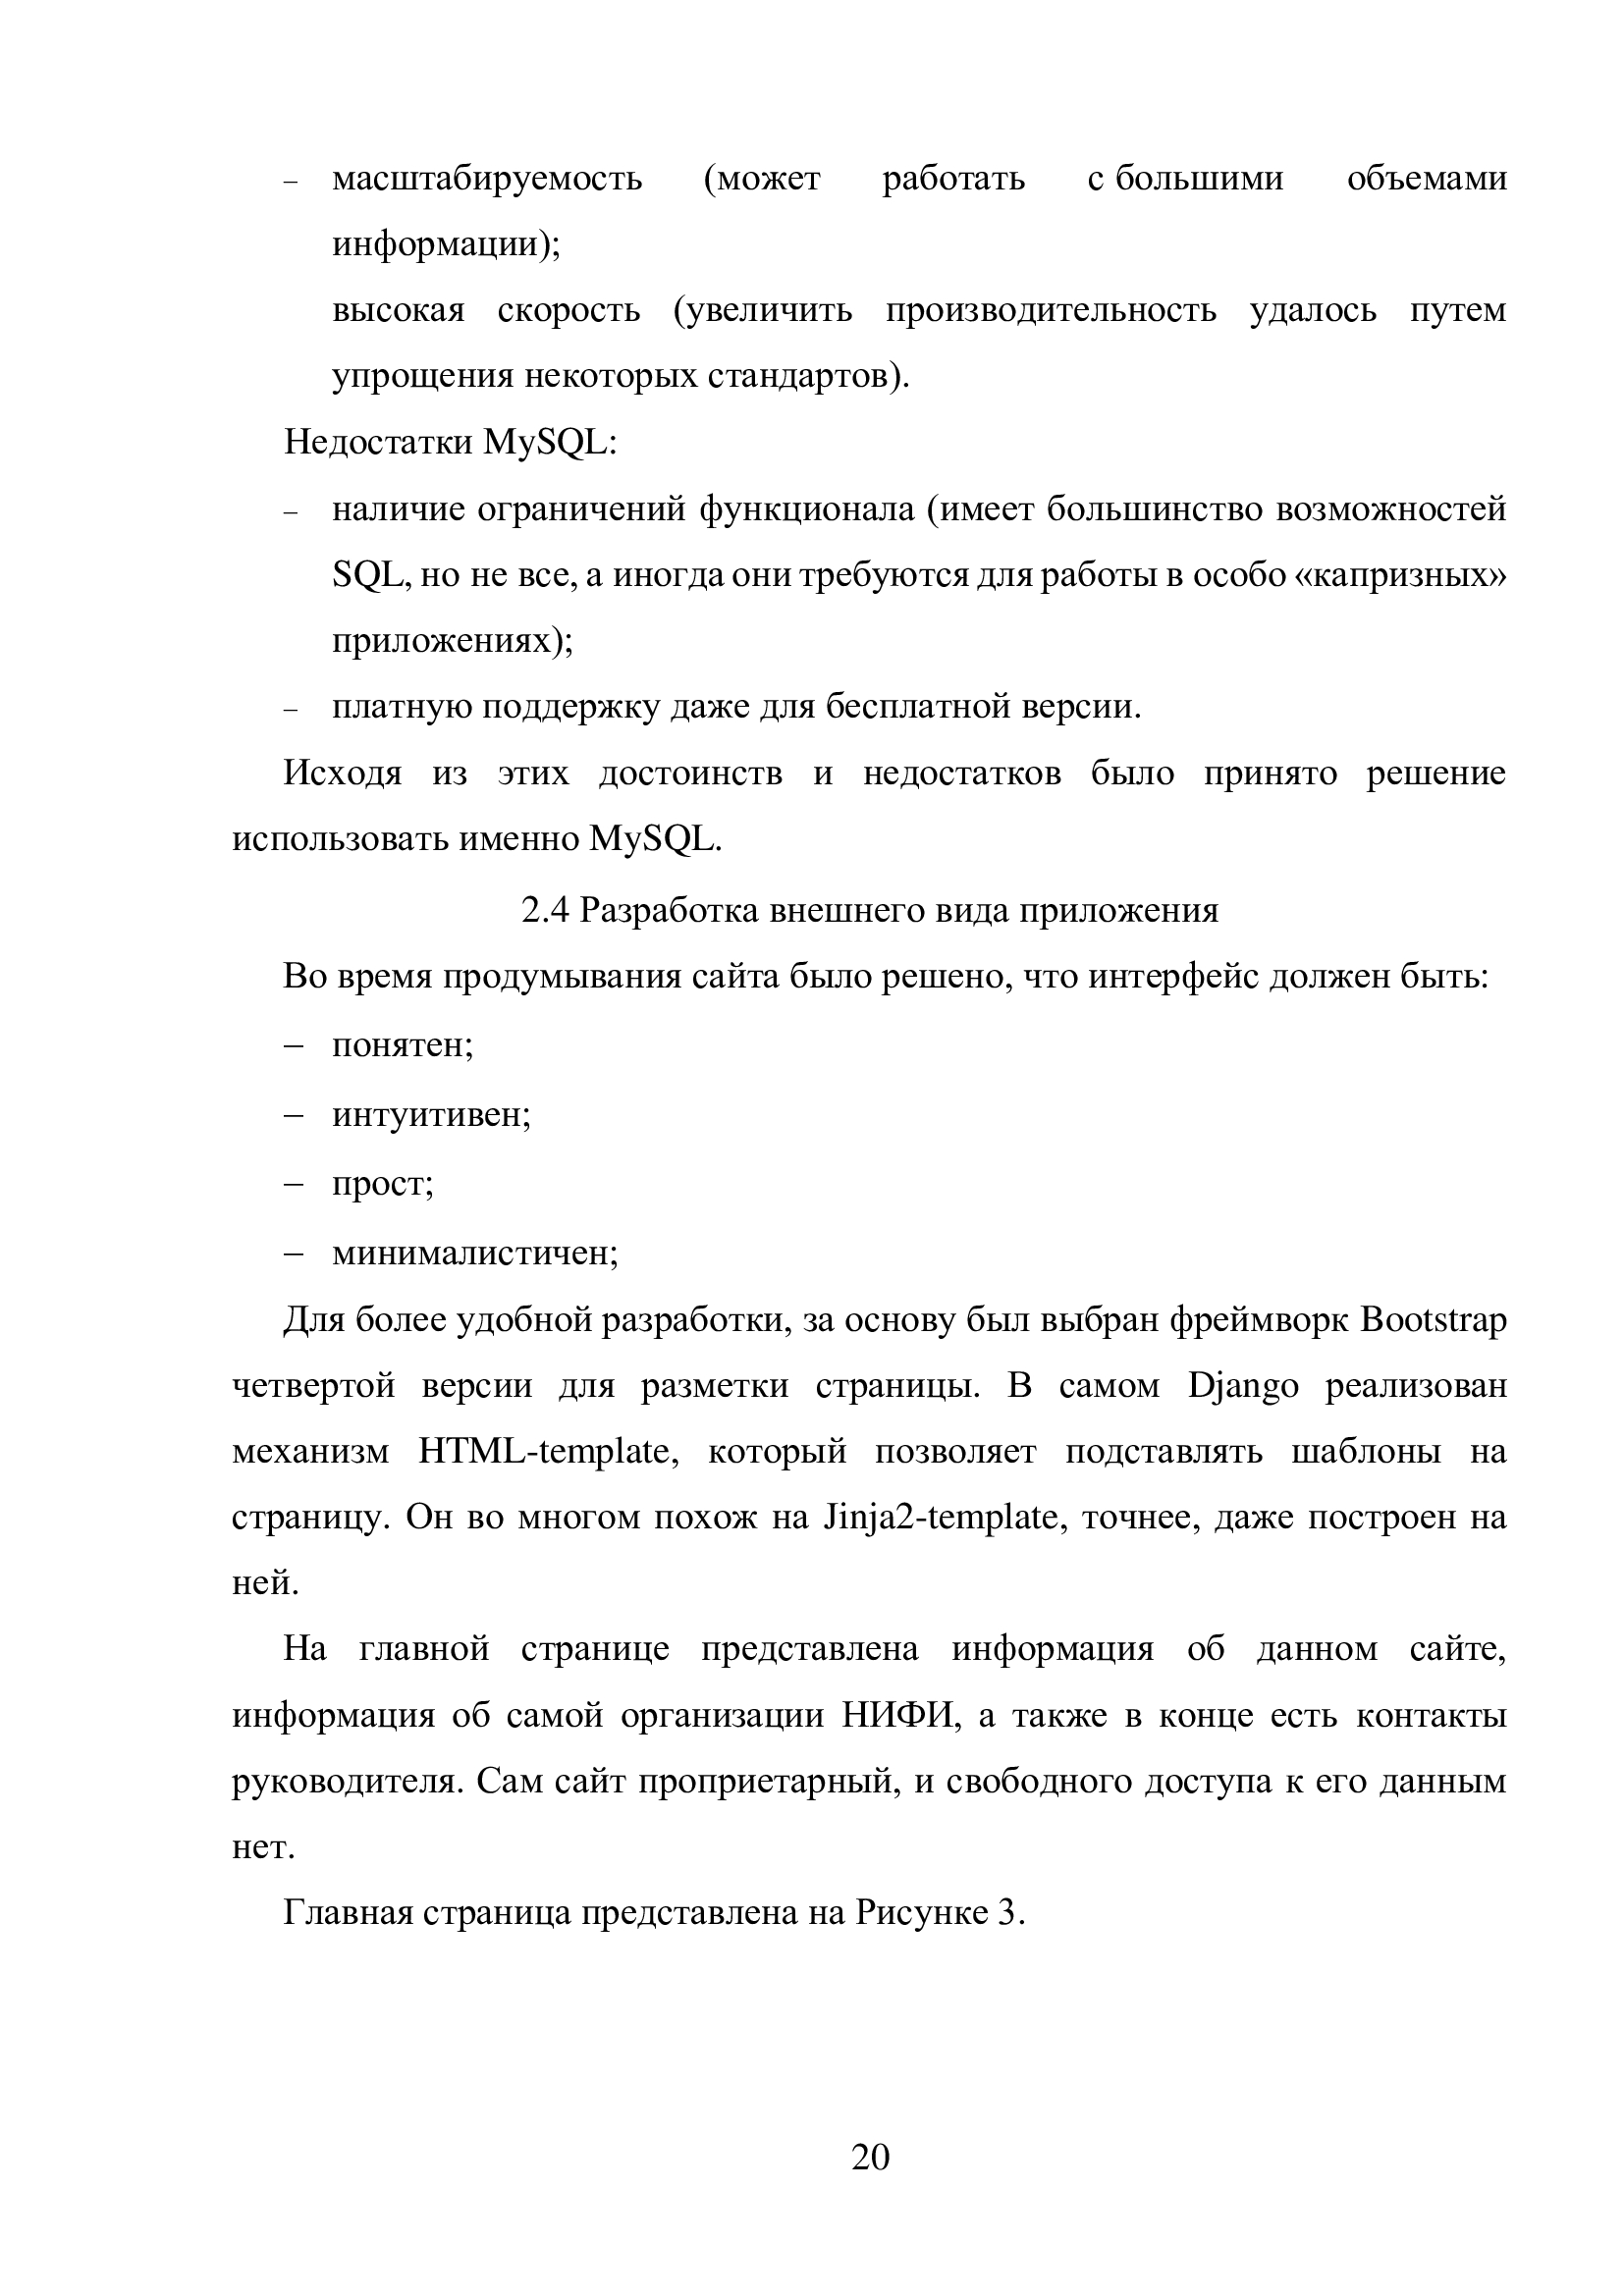 – масштабируемость (может работать с большими объемами
информации);
высокая скорость (увеличить производительность удалось путем
упрощения некоторых стандартов).
Недостатки MySQL:
– наличие ограничений функционала (имеет большинство возможностей
SQL, но не все, а иногда они требуются для работы в особо «капризных»
приложениях);
– платную поддержку даже для бесплатной версии.
Исходя из этих достоинств и недостатков было принято решение
использовать именно MySQL.
2.4 Разработка внешнего вида приложения
Во время продумывания сайта было решено, что интерфейс должен быть:
– понятен;
– интуитивен;
– прост;
– минималистичен;
Для более удобной разработки, за основу был выбран фреймворк Bootstrap
четвертой версии для разметки страницы. В самом Django реализован
механизм HTML-template, который позволяет подставлять шаблоны на
страницу. Он во многом похож на Jinja2-template, точнее, даже построен на
ней.
На главной странице представлена информация об данном сайте,
информация об самой организации НИФИ, а также в конце есть контакты
руководителя. Сам сайт проприетарный, и свободного доступа к его данным
нет.
Главная страница представлена на Рисунке 3.
20